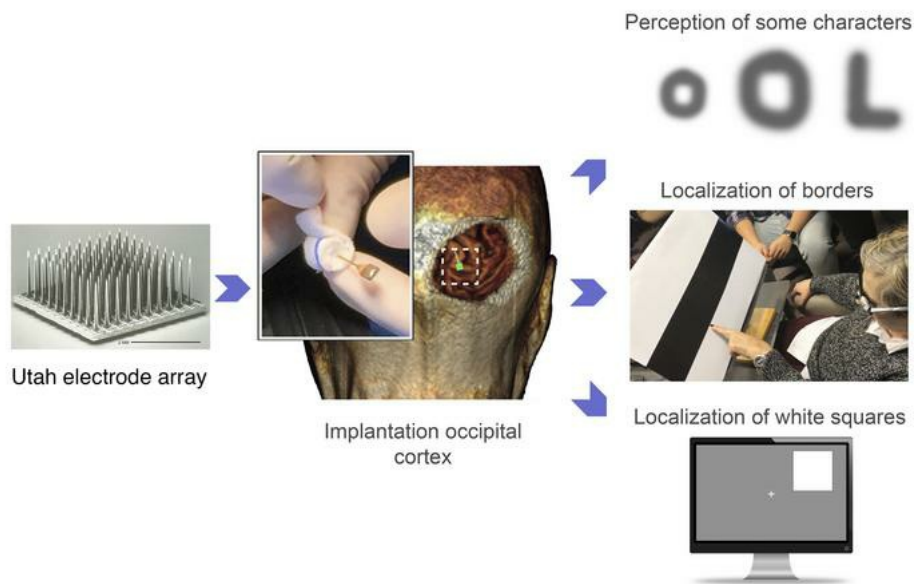 Perception of some characters
o O L
Localization of borders
Utah electrode array
Implantation occipital
cortex
Localization of white squares